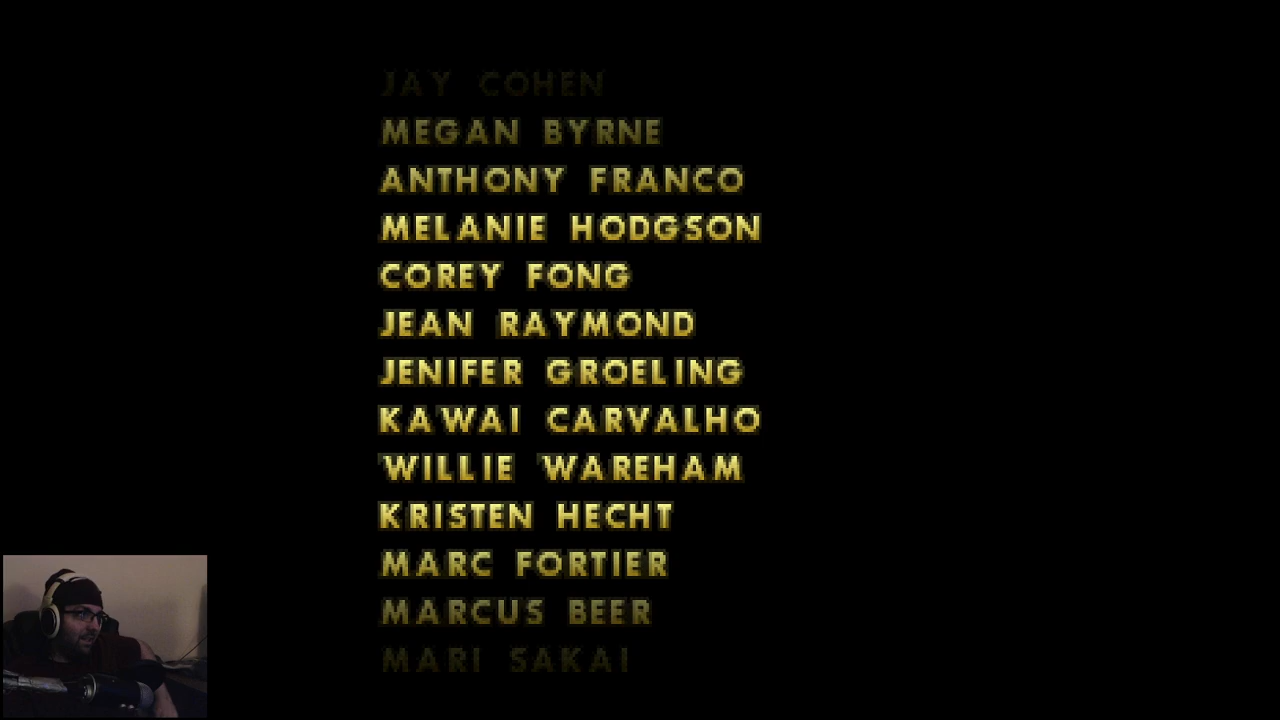 JAY COHEN
MEGAN BYRNE
ANTHONY FRANCO
MELANIE HODGSON
COREY FONG
JEAN RAYMOND
JENIFER GROELING
KAWAI CARVALHO
WILLIE WAREHAM
KRISTEN HECHT
MARC FORTIER
MARCUS BEER
MARI SAKAI